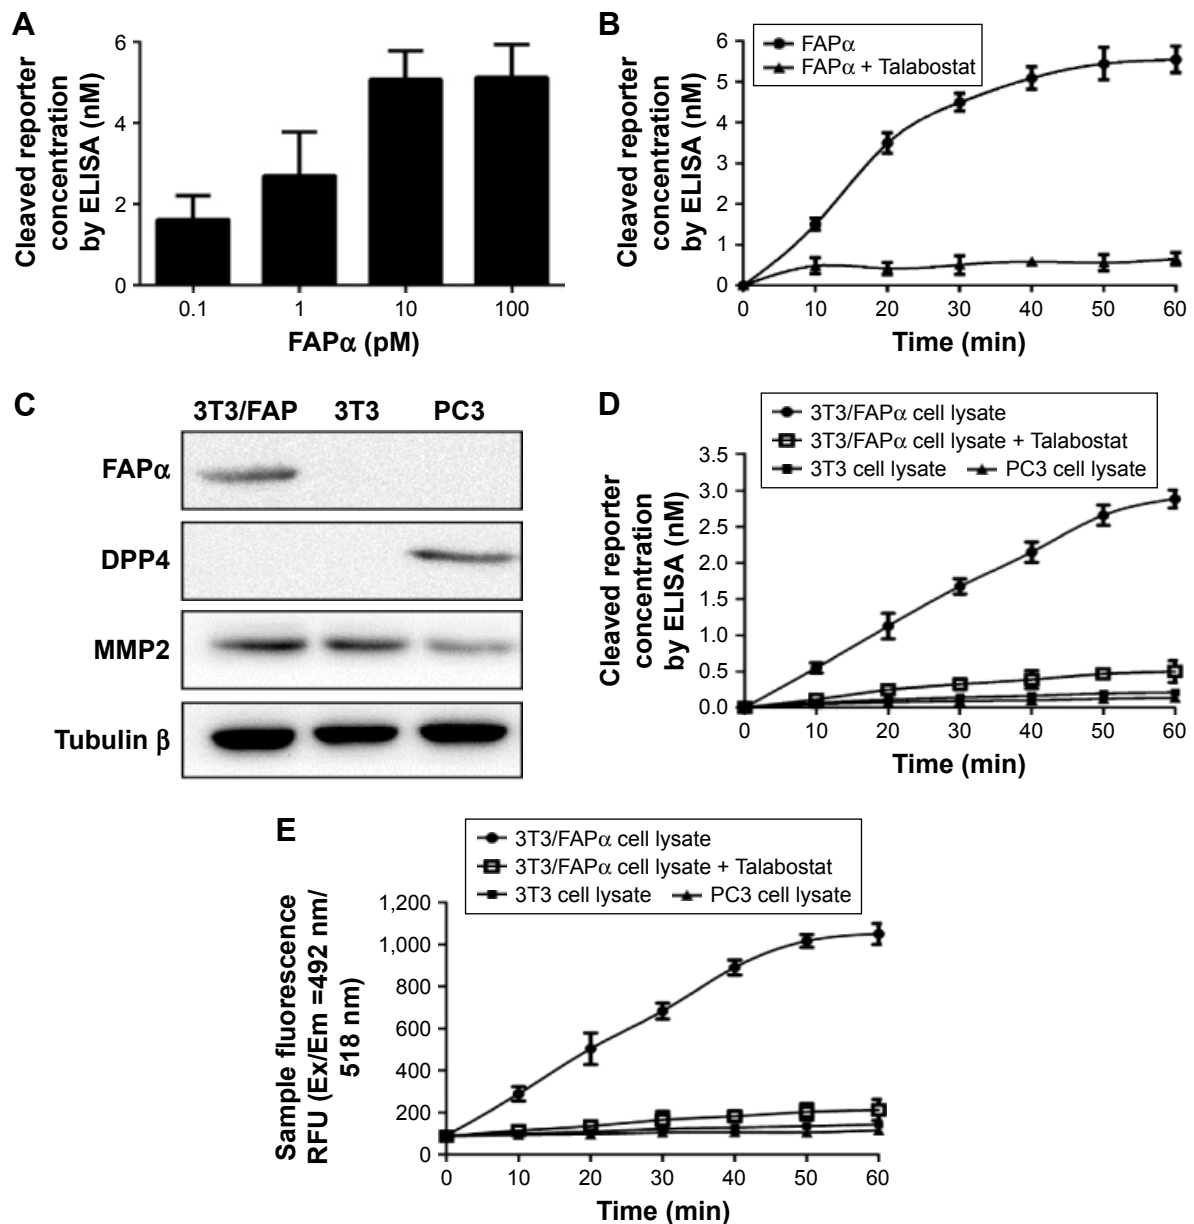 A
Cleaved reporter
concentration
by ELISA (nM)
6
4
2
0
0.1 1 10 100
FAPα (pM)
B
FAPα
FAPα + Talabostat
Cleaved reporter
concentration
by ELISA (nM)
6
5
4
3
2
1
0
0 10 20 30 40 50 60
Time (min)
C
3T3/FAP 3T3 PC3
FAPα
DPP4
MMP2
Tubulin β
D
3T3/FAPα cell lysate
3T3/FAPα cell lysate + Talabostat
3T3 cell lysate PC3 cell lysate
Cleaved reporter
concentration
by ELISA (nM)
3.5
3.0
2.5
2.0
1.5
1.0
0.5
0.0
0 10 20 30 40 50 60
Time (min)
E
3T3/FAPα cell lysate
3T3/FAPα cell lysate + Talabostat
3T3 cell lysate PC3 cell lysate
Sample fluorescence
RFU (Ex/Em =492 nm/
518 nm)
1,200
1,000
800
600
400
200
0
0 10 20 30 40 50 60
Time (min)